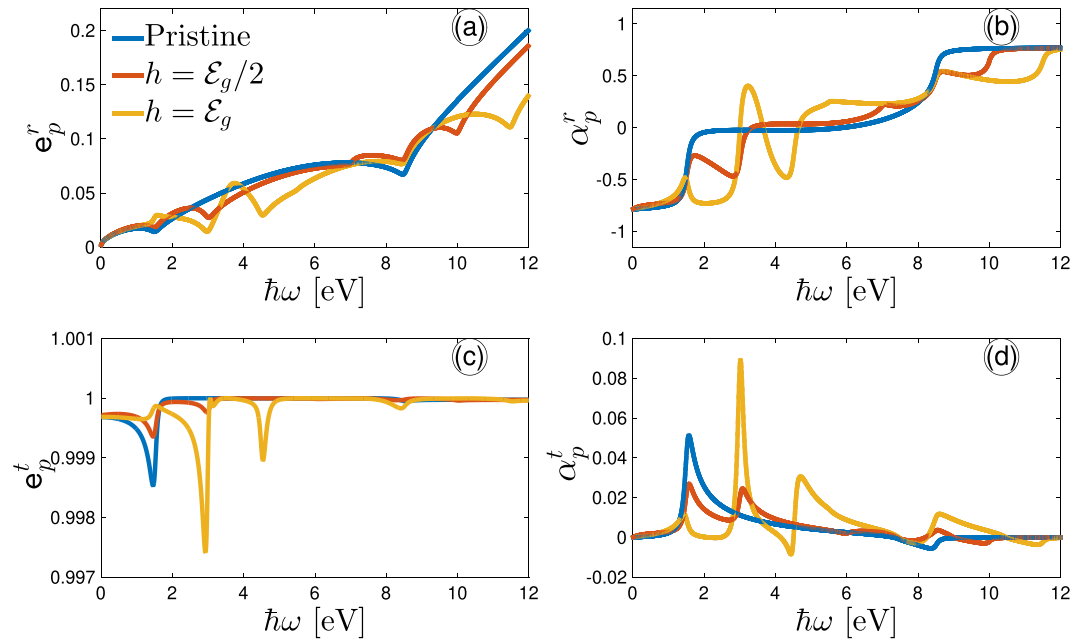 (a)
Pristine
h = ℰ_g/2
h = ℰ_g
0.2
0.15
0.1
0.05
0
e_p^r
0 2 4 6 8 10 12
ℏω [eV]
(b)
1
0.5
0
-0.5
-1
α_p^r
0 2 4 6 8 10 12
ℏω [eV]
(c)
1.001
1
0.999
0.998
0.997
e_p^t
0 2 4 6 8 10 12
ℏω [eV]
(d)
0.1
0.08
0.06
0.04
0.02
0
-0.02
α_p^t
0 2 4 6 8 10 12
ℏω [eV]